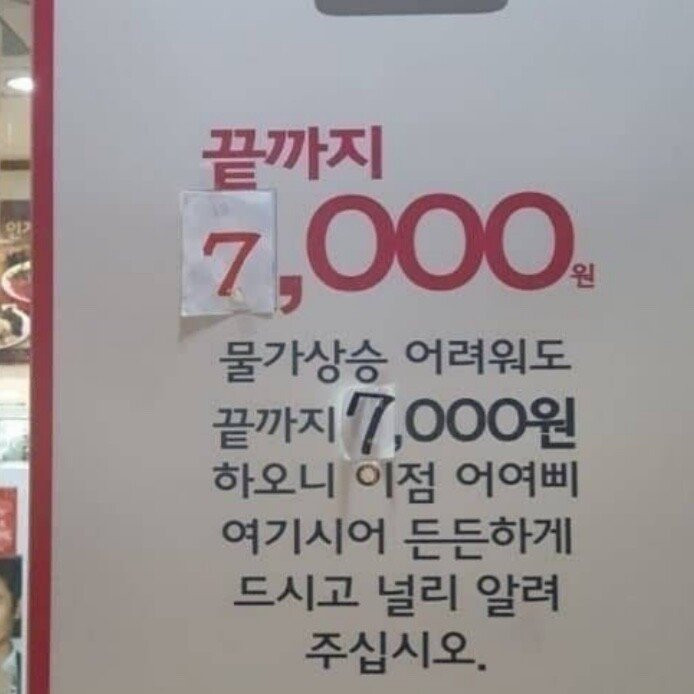 끝까지
7,000원
물가상승 어려워도
끝까지 7,000원
하오니 이점 어여삐
여기시어 든든하게
드시고 널리 알려
주십시오.